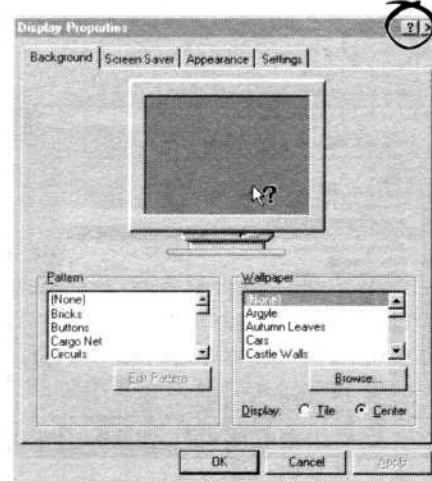 Display Properties
? ×
Background Screen Saver Appearance Settings
?
Pattern
(None)
Bricks
Buttons
Cargo Net
Circuits
Edit Pattern
Wallpaper
(None)
Argyle
Autumn Leaves
Cars
Castle Walls
Browse...
Display: Tile Center
OK Cancel Apply